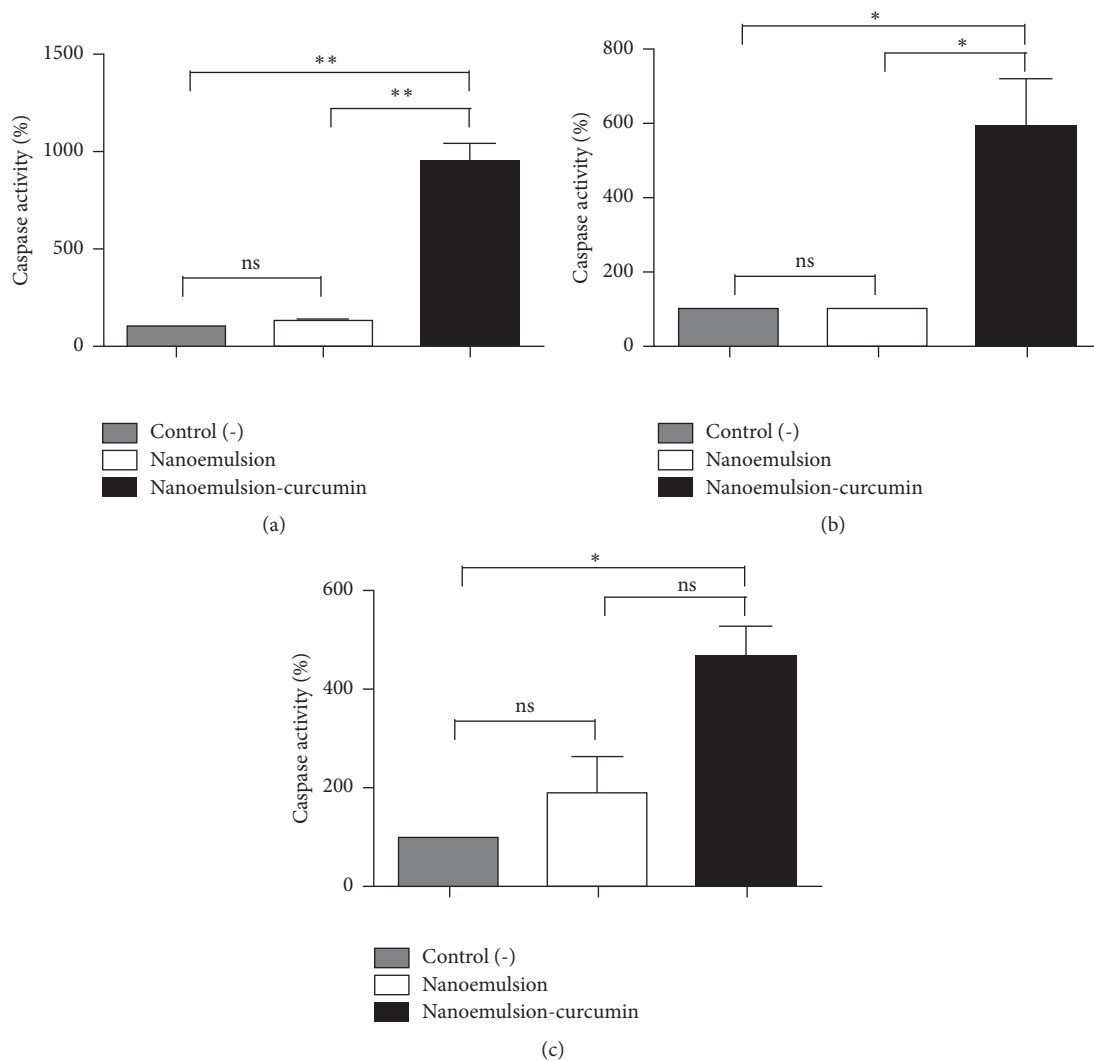 **
**
ns
1500
1000
500
0
Caspase activity (%)
Control (-)
Nanoemulsion
Nanoemulsion-curcumin
(a)
*
*
ns
800
600
400
200
0
Caspase activity (%)
Control (-)
Nanoemulsion
Nanoemulsion-curcumin
(b)
*
ns
ns
600
400
200
0
Caspase activity (%)
Control (-)
Nanoemulsion
Nanoemulsion-curcumin
(c)